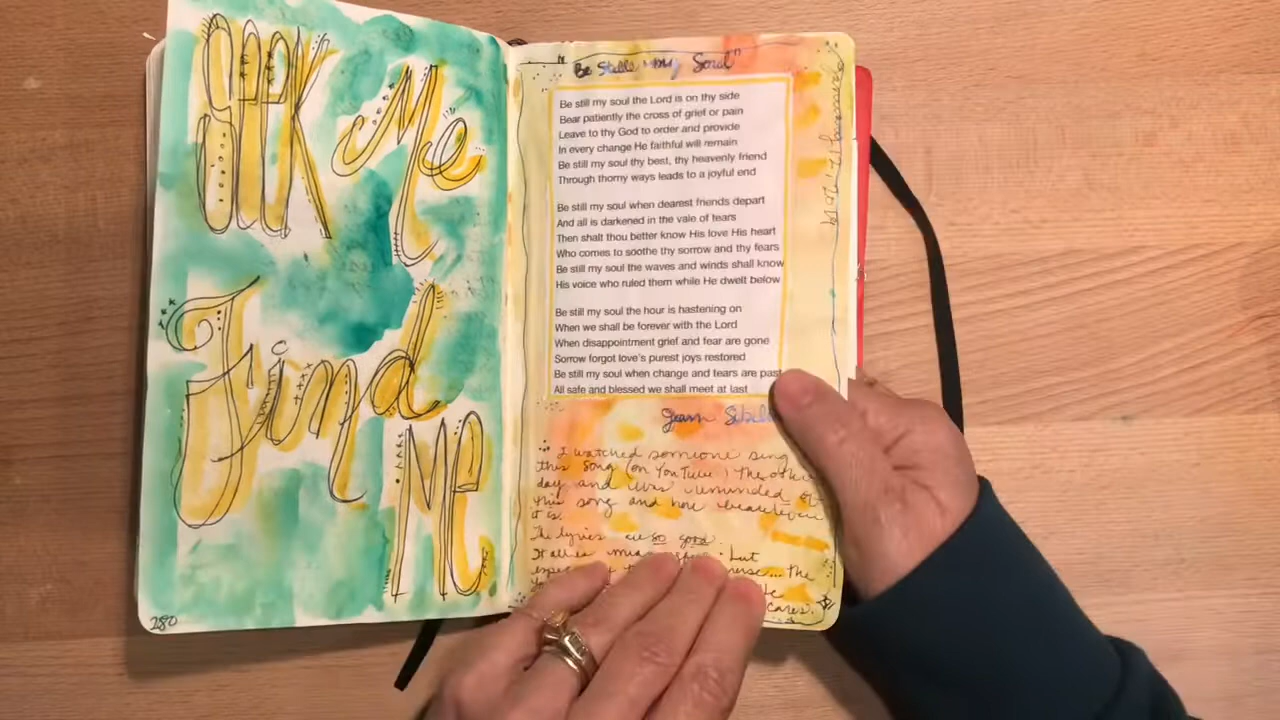 SEEK Me
Find
ME
280
"Be Still my Soul"
Be still my soul the Lord is on thy side
Bear patiently the cross of grief or pain
Leave to thy God to order and provide
In every change He faithful will remain
Be still my soul thy best, thy heavenly friend
Through thorny ways leads to a joyful end
Be still my soul when dearest friends depart
And all is darkened in the vale of tears
Then shalt thou better know His love His heart
Who comes to soothe thy sorrow and thy fears
Be still my soul the waves and winds shall know
His voice who ruled them while He dwelt below
Be still my soul the hour is hastening on
When we shall be forever with the Lord
When disappointment grief and fear are gone
Sorrow forgot love's purest joys restored
Be still my soul when change and tears are past
All safe and blessed we shall meet at last
Jean
I watched someone sing
this song (on YouTube) the other
day and was reminded of
this song and how
it is.
The lyrics are so good.
but
verse... the
He
cares.